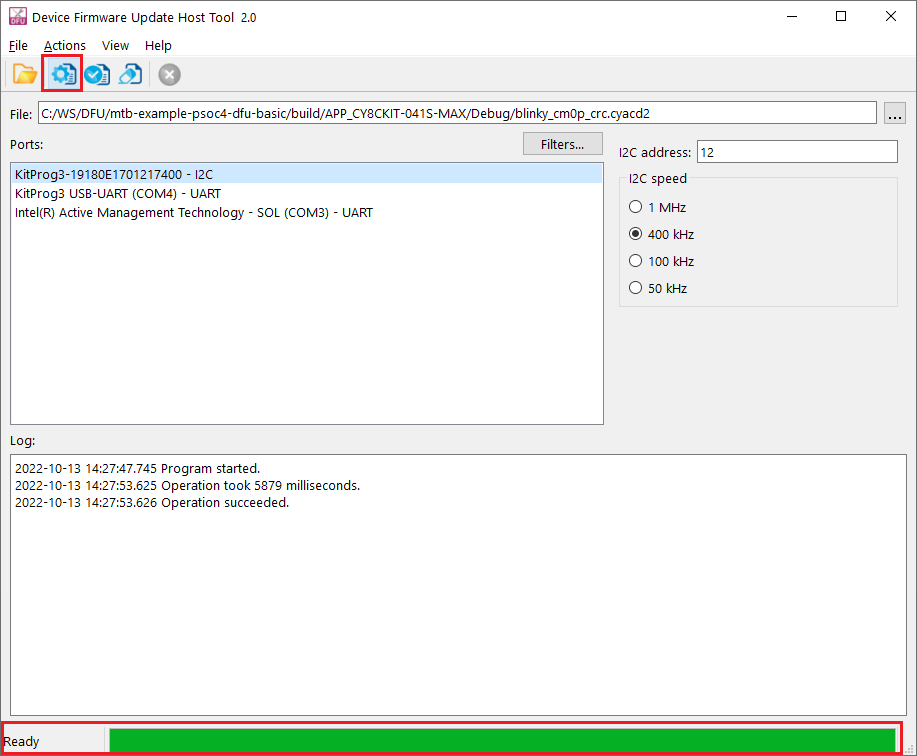 DFU
Device Firmware Update Host Tool 2.0
File Actions View Help
File: C:/WS/DFU/mtb-example-psoc4-dfu-basic/build/APP_CY8CKIT-041S-MAX/Debug/blinky_cm0p_crc.cyacd2 ...
Ports: Filters...
KitProg3-19180E1701217400 - I2C
KitProg3 USB-UART (COM4) - UART
Intel(R) Active Management Technology - SOL (COM3) - UART
I2C address: 12
I2C speed
1 MHz
400 kHz
100 kHz
50 kHz
Log:
2022-10-13 14:27:47.745 Program started.
2022-10-13 14:27:53.625 Operation took 5879 milliseconds.
2022-10-13 14:27:53.626 Operation succeeded.
Ready